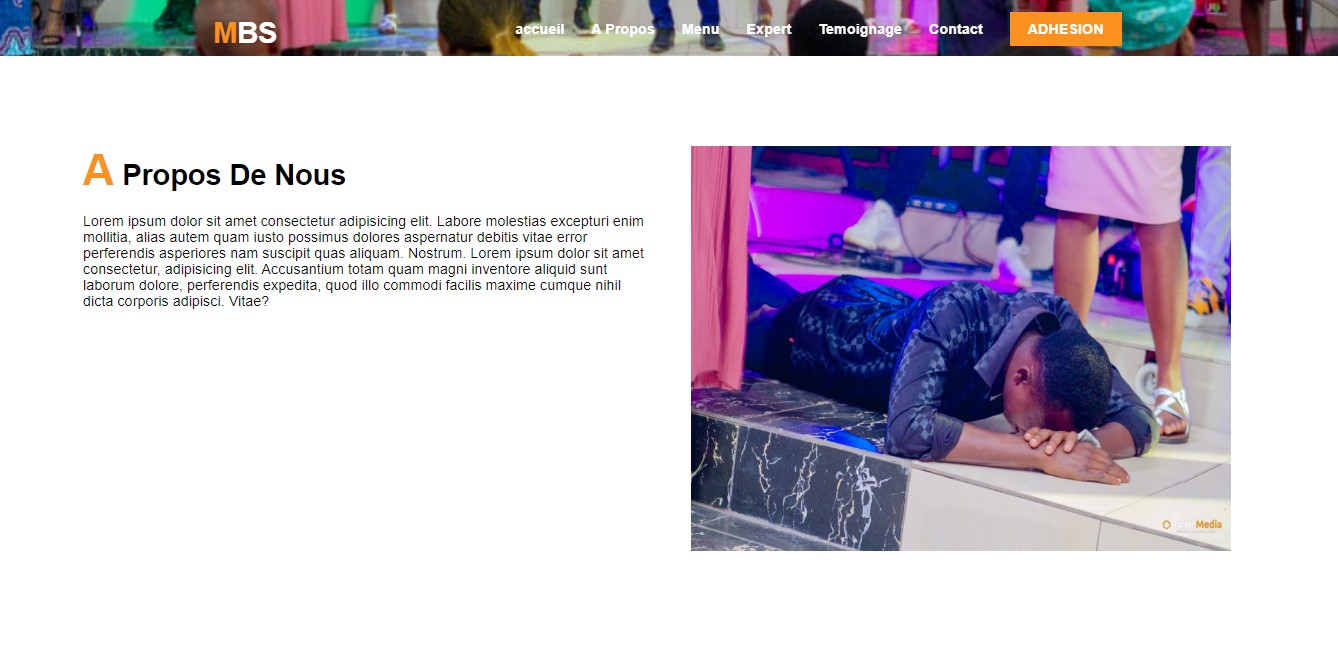 MBS
accueil A Propos Menu Expert Temoignage Contact ADHESION
A Propos De Nous
Lorem ipsum dolor sit amet consectetur adipisicing elit. Labore molestias excepturi enim
mollitia, alias autem quam iusto possimus dolores aspernatur debitis vitae error
perferendis asperiores nam suscipit quas aliquam. Nostrum. Lorem ipsum dolor sit amet
consectetur, adipisicing elit. Accusantium totam quam magni inventore aliquid sunt
laborum dolore, perferendis expedita, quod illo commodi facilis maxime cumque nihil
dicta corporis adipisci. Vitae?
Media